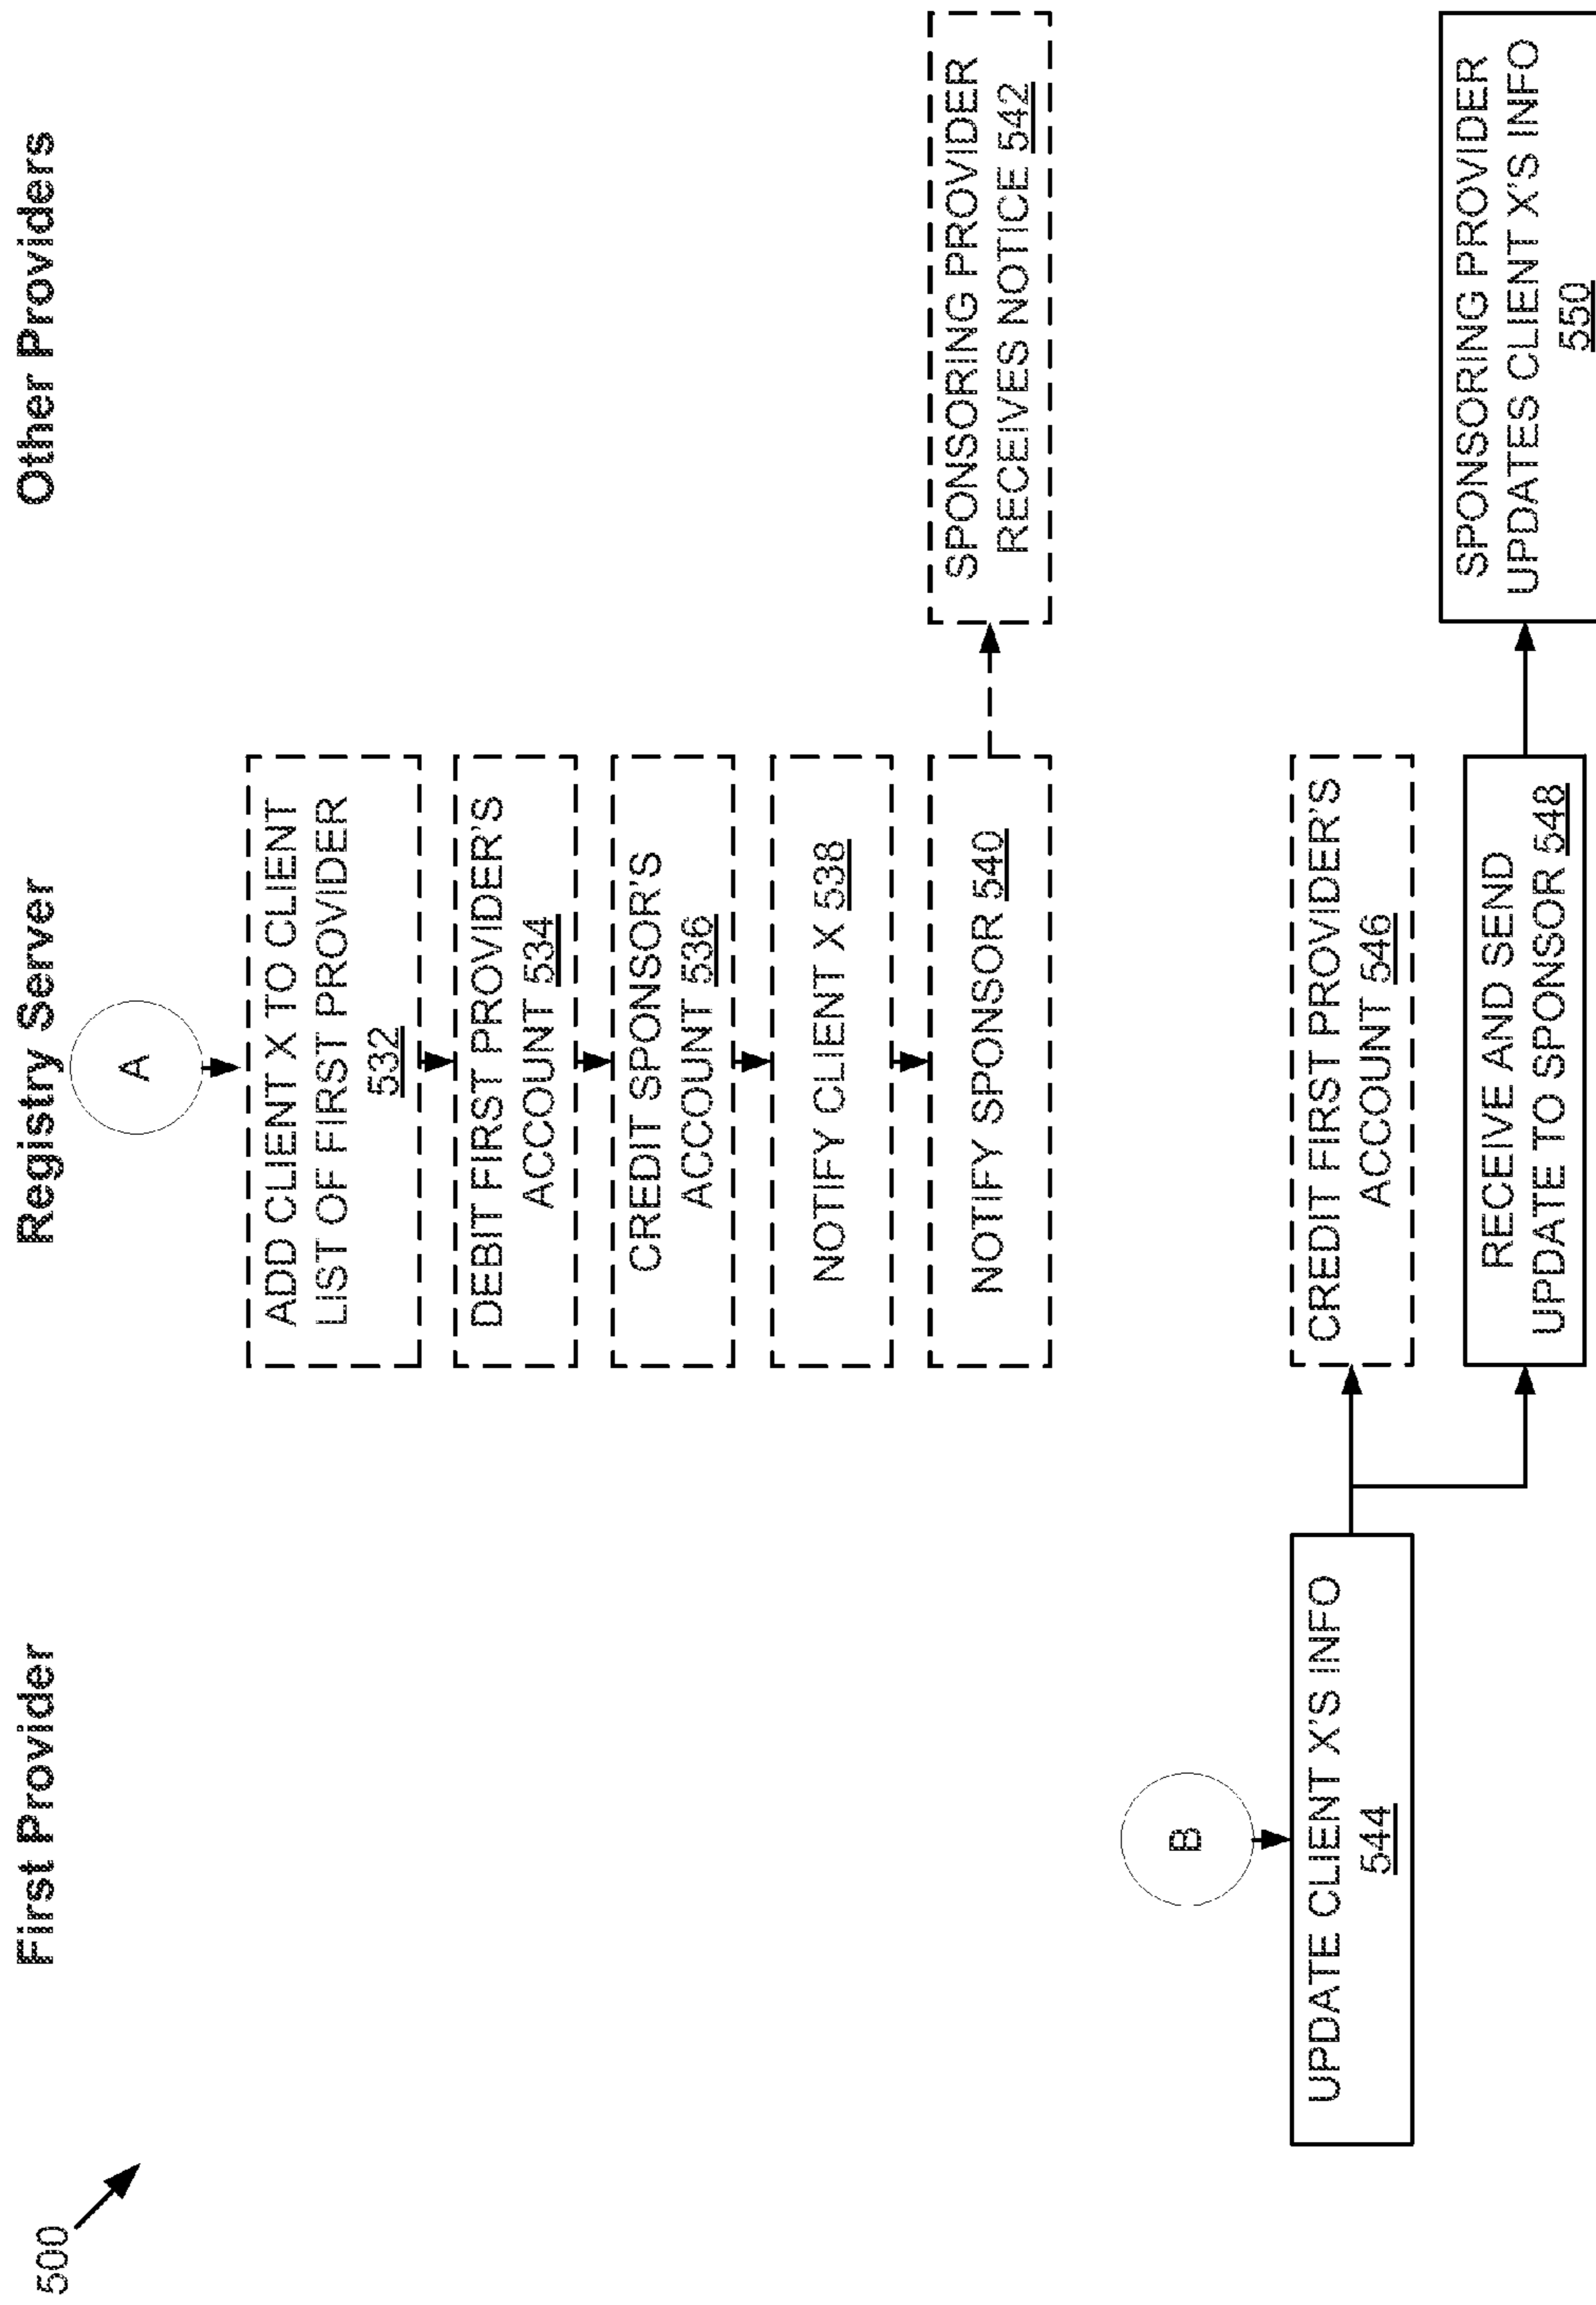 500
First Provider
Registry Server
Other Providers
A
ADD CLIENT X TO CLIENT
LIST OF FIRST PROVIDER
532
DEBIT FIRST PROVIDER'S
ACCOUNT 534
CREDIT SPONSOR'S
ACCOUNT 536
NOTIFY CLIENT X 538
NOTIFY SPONSOR 540
SPONSORING PROVIDER
RECEIVES NOTICE 542
B
UPDATE CLIENT X'S INFO
544
CREDIT FIRST PROVIDER'S
ACCOUNT 546
RECEIVE AND SEND
UPDATE TO SPONSOR 548
SPONSORING PROVIDER
UPDATES CLIENT X'S INFO
550